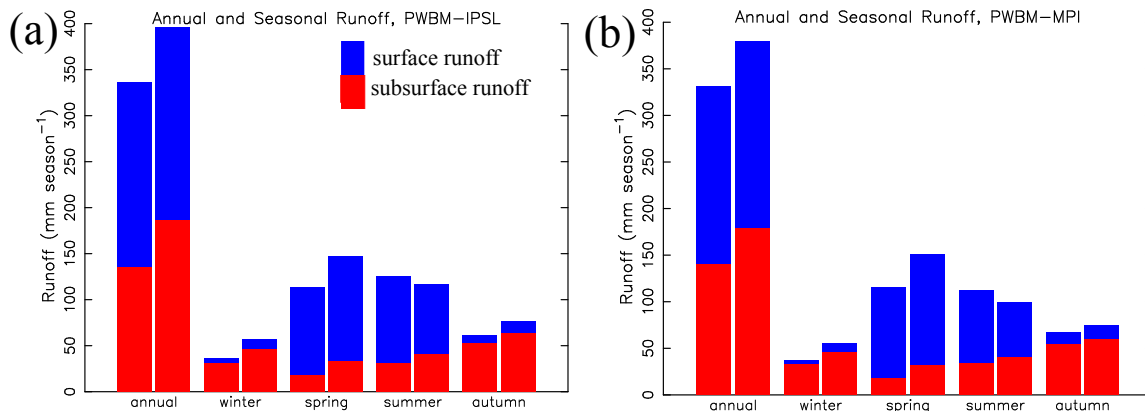 (a)
Annual and Seasonal Runoff, PWBM-IPSL
surface runoff
subsurface runoff
Runoff (mm season⁻¹)
400
350
300
250
200
150
100
50
0
annual winter spring summer autumn
(b)
Annual and Seasonal Runoff, PWBM-MPI
Runoff (mm season⁻¹)
400
350
300
250
200
150
100
50
0
annual winter spring summer autumn